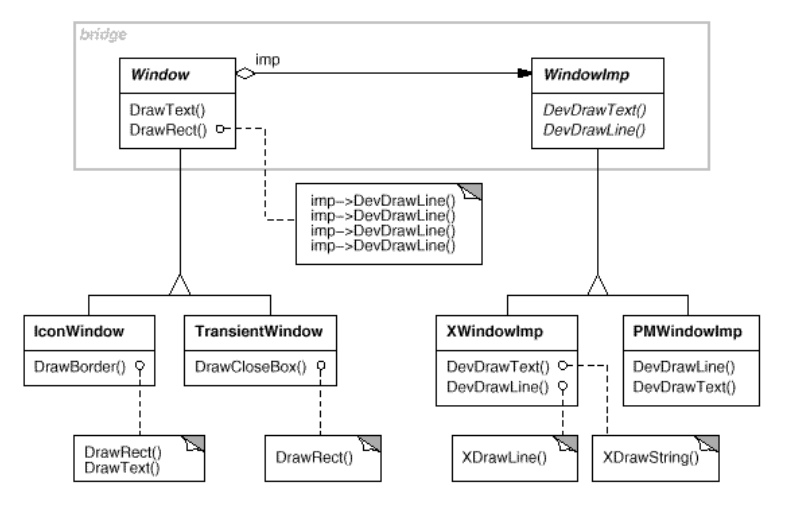 bridge
Window
imp
WindowImp
DrawText()
DrawRect()
DevDrawText()
DevDrawLine()
imp->DevDrawLine()
imp->DevDrawLine()
imp->DevDrawLine()
imp->DevDrawLine()
IconWindow
DrawBorder()
TransientWindow
DrawCloseBox()
XWindowImp
DevDrawText()
DevDrawLine()
PMWindowImp
DevDrawLine()
DevDrawText()
DrawRect()
DrawText()
DrawRect()
XDrawLine()
XDrawString()